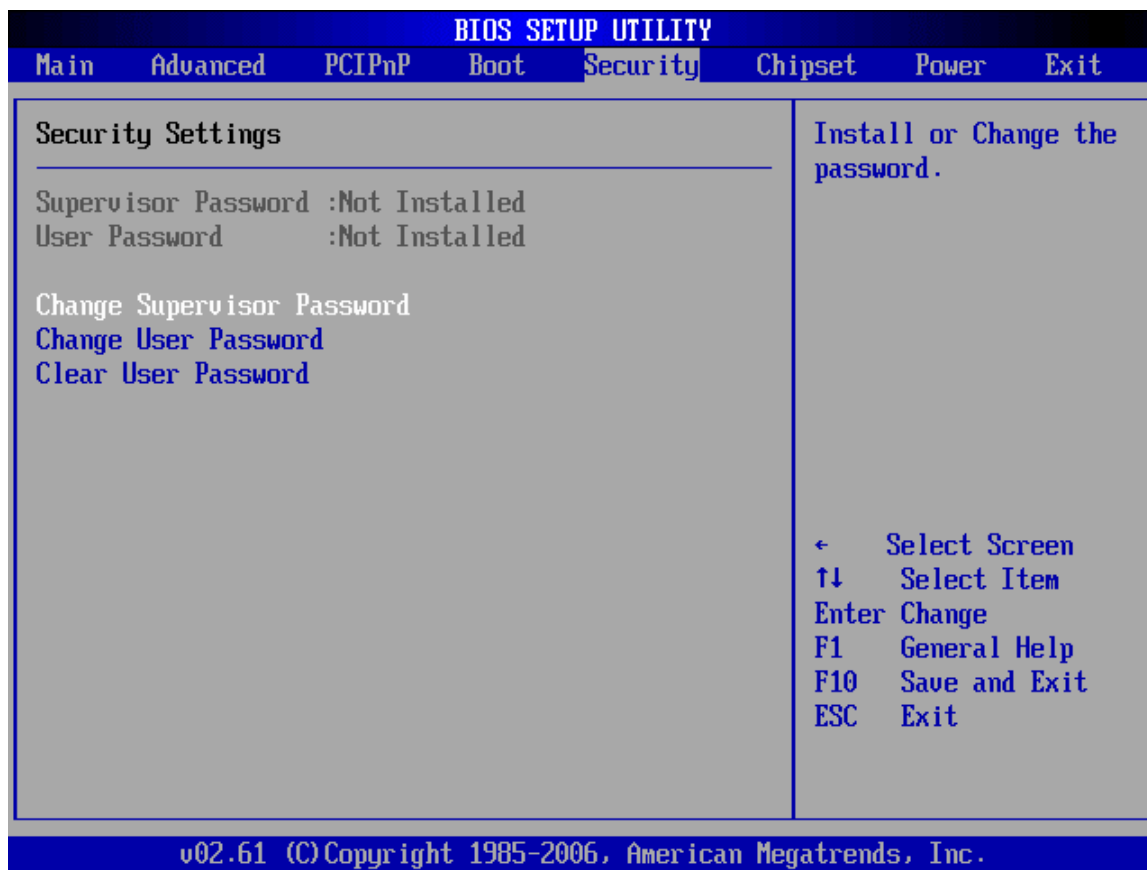 BIOS SETUP UTILITY
Main Advanced PCIPnP Boot Security Chipset Power Exit
Security Settings
Supervisor Password :Not Installed
User Password :Not Installed
Change Supervisor Password
Change User Password
Clear User Password
Install or Change the
password.
← Select Screen
↑↓ Select Item
Enter Change
F1 General Help
F10 Save and Exit
ESC Exit
v02.61 (C)Copyright 1985-2006, American Megatrends, Inc.